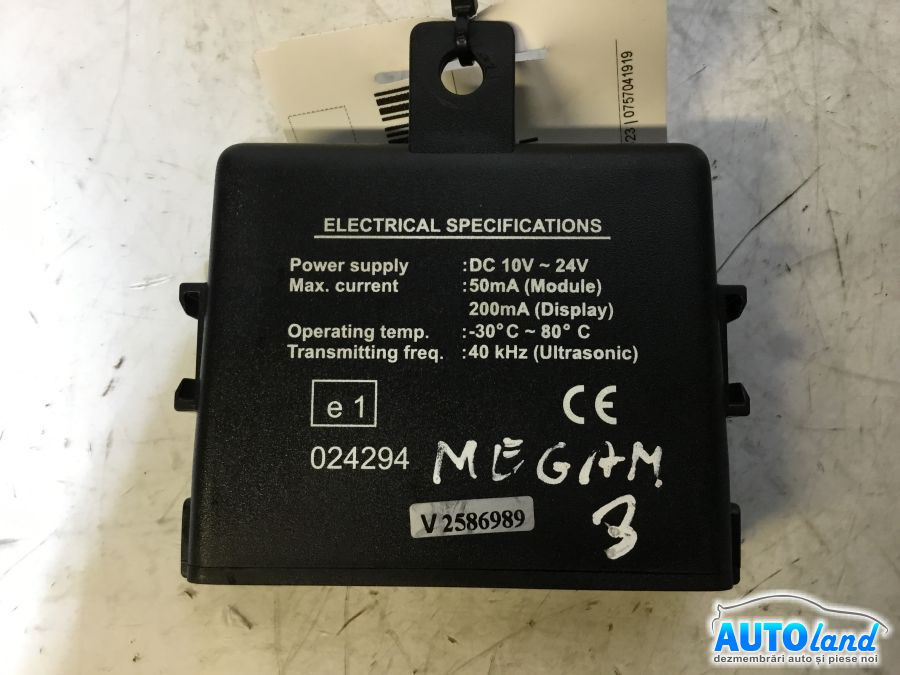 23 | 0757041919
ELECTRICAL SPECIFICATIONS
Power supply :DC 10V ~ 24V
Max. current :50mA (Module)
200mA (Display)
Operating temp. :-30°C ~ 80° C
Transmitting freq. :40 kHz (Ultrasonic)
e 1
CE
024294
MEGAM
3
V 2586989
AUTOland
dezmembrări auto și piese noi